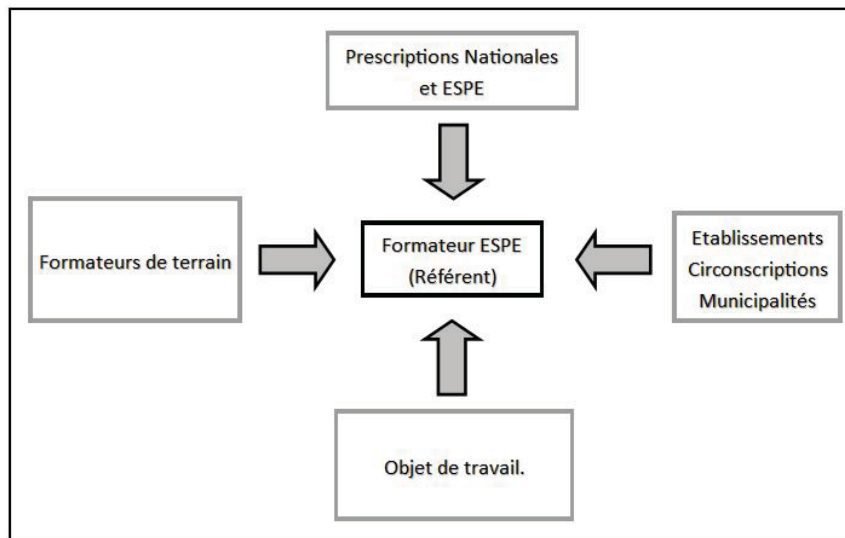 Prescriptions Nationales
et ESPE
Formateurs de terrain
Formateur ESPE
(Référent)
Etablissements
Circonscriptions
Municipalités
Objet de travail.